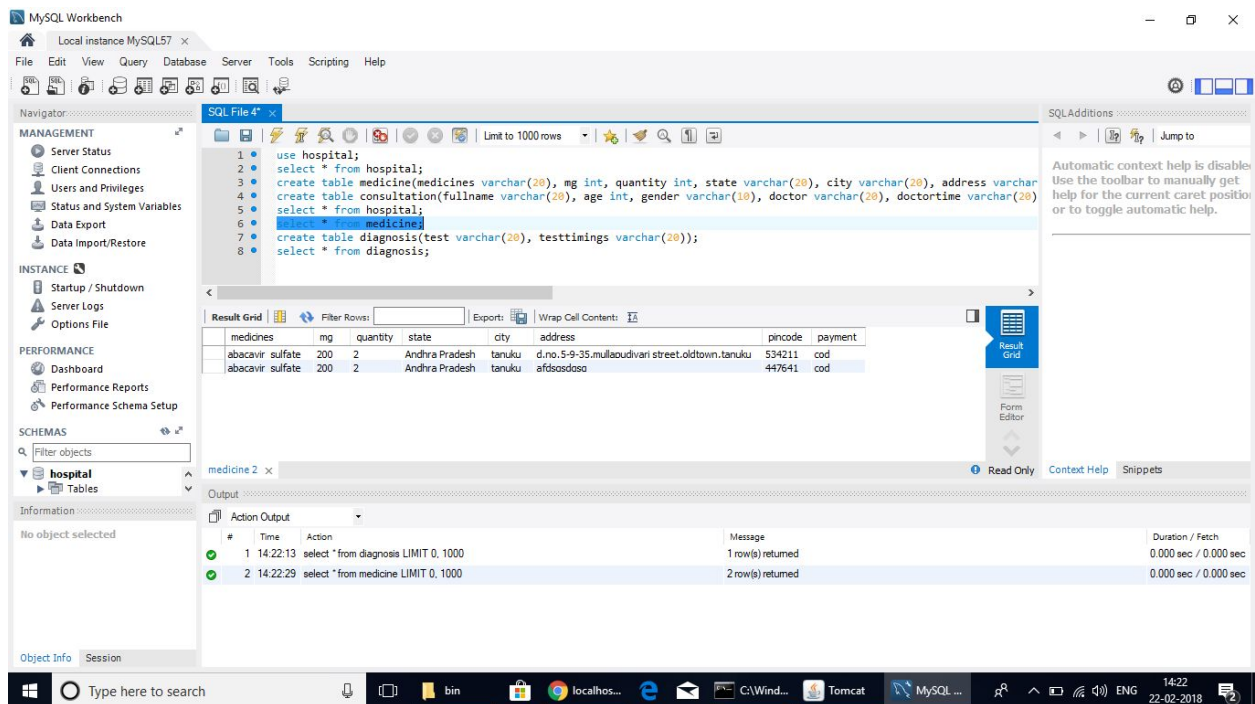 MySQL Workbench
Local instance MySQL57
File Edit View Query Database Server Tools Scripting Help
Navigator
MANAGEMENT
Server Status
Client Connections
Users and Privileges
Status and System Variables
Data Export
Data Import/Restore
INSTANCE
Startup / Shutdown
Server Logs
Options File
PERFORMANCE
Dashboard
Performance Reports
Performance Schema Setup
SCHEMAS
Filter objects
hospital
Tables
Information
No object selected
Object Info Session
SQL File 4*
Limit to 1000 rows
1 use hospital;
2 select * from hospital;
3 create table medicine(medicines varchar(20), mg int, quantity int, state varchar(20), city varchar(20), address varchar
4 create table consultation(fullname varchar(20), age int, gender varchar(10), doctor varchar(20), doctortime varchar(20)
5 select * from hospital;
6 select * from medicine;
7 create table diagnosis(test varchar(20), testtimings varchar(20));
8 select * from diagnosis;
Result Grid Filter Rows: Export: Wrap Cell Content:
medicines mg quantity state city address pincode payment
abacavir sulfate 200 2 Andhra Pradesh tanuku d.no.5-9-35.mullapudivari street.oldtown.tanuku 534211 cod
abacavir sulfate 200 2 Andhra Pradesh tanuku 447641 cod
Result Grid
Form Editor
medicine 2
Read Only
Output
Action Output
# Time Action Message Duration / Fetch
1 14:22:13 select * from diagnosis LIMIT 0, 1000 1 row(s) returned 0.000 sec / 0.000 sec
2 14:22:29 select * from medicine LIMIT 0, 1000 2 row(s) returned 0.000 sec / 0.000 sec
SQLAdditions
Jump to
Automatic context help is disabled
Use the toolbar to manually get
help for the current caret position
or to toggle automatic help.
Context Help Snippets
Type here to search
bin
localhos...
C:\Wind...
Tomcat
MySQL ...
ENG
14:22
22-02-2018